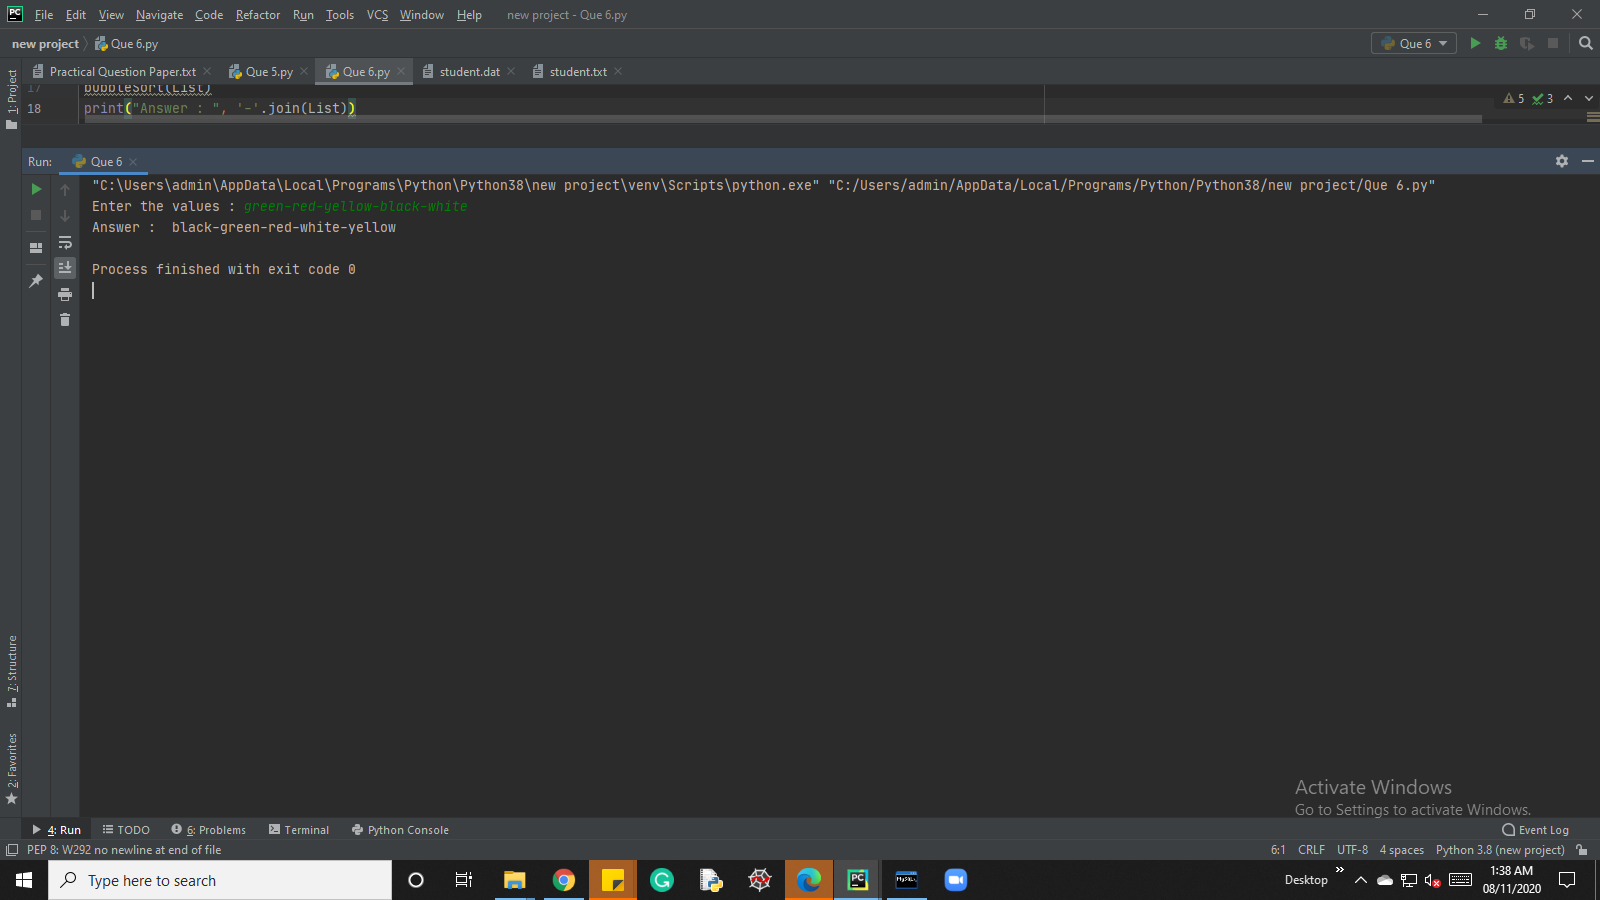 PC File Edit View Navigate Code Refactor Run Tools VCS Window Help new project - Que 6.py
new project Que 6.py Que 6
Practical Question Paper.txt Que 5.py Que 6.py student.dat student.txt
1: Project
17 bubbleSort(List)
18 print("Answer : ", '-'.join(List))
5 3
Run: Que 6
"C:\Users\admin\AppData\Local\Programs\Python\Python38\new project\venv\Scripts\python.exe" "C:/Users/admin/AppData/Local/Programs/Python/Python38/new project/Que 6.py"
Enter the values : green-red-yellow-black-white
Answer :  black-green-red-white-yellow
Process finished with exit code 0
7: Structure
2: Favorites
Activate Windows
Go to Settings to activate Windows.
4: Run TODO 6: Problems Terminal Python Console Event Log
PEP 8: W292 no newline at end of file 6:1 CRLF UTF-8 4 spaces Python 3.8 (new project)
Type here to search PC MySQL Desktop 1:38 AM
08/11/2020